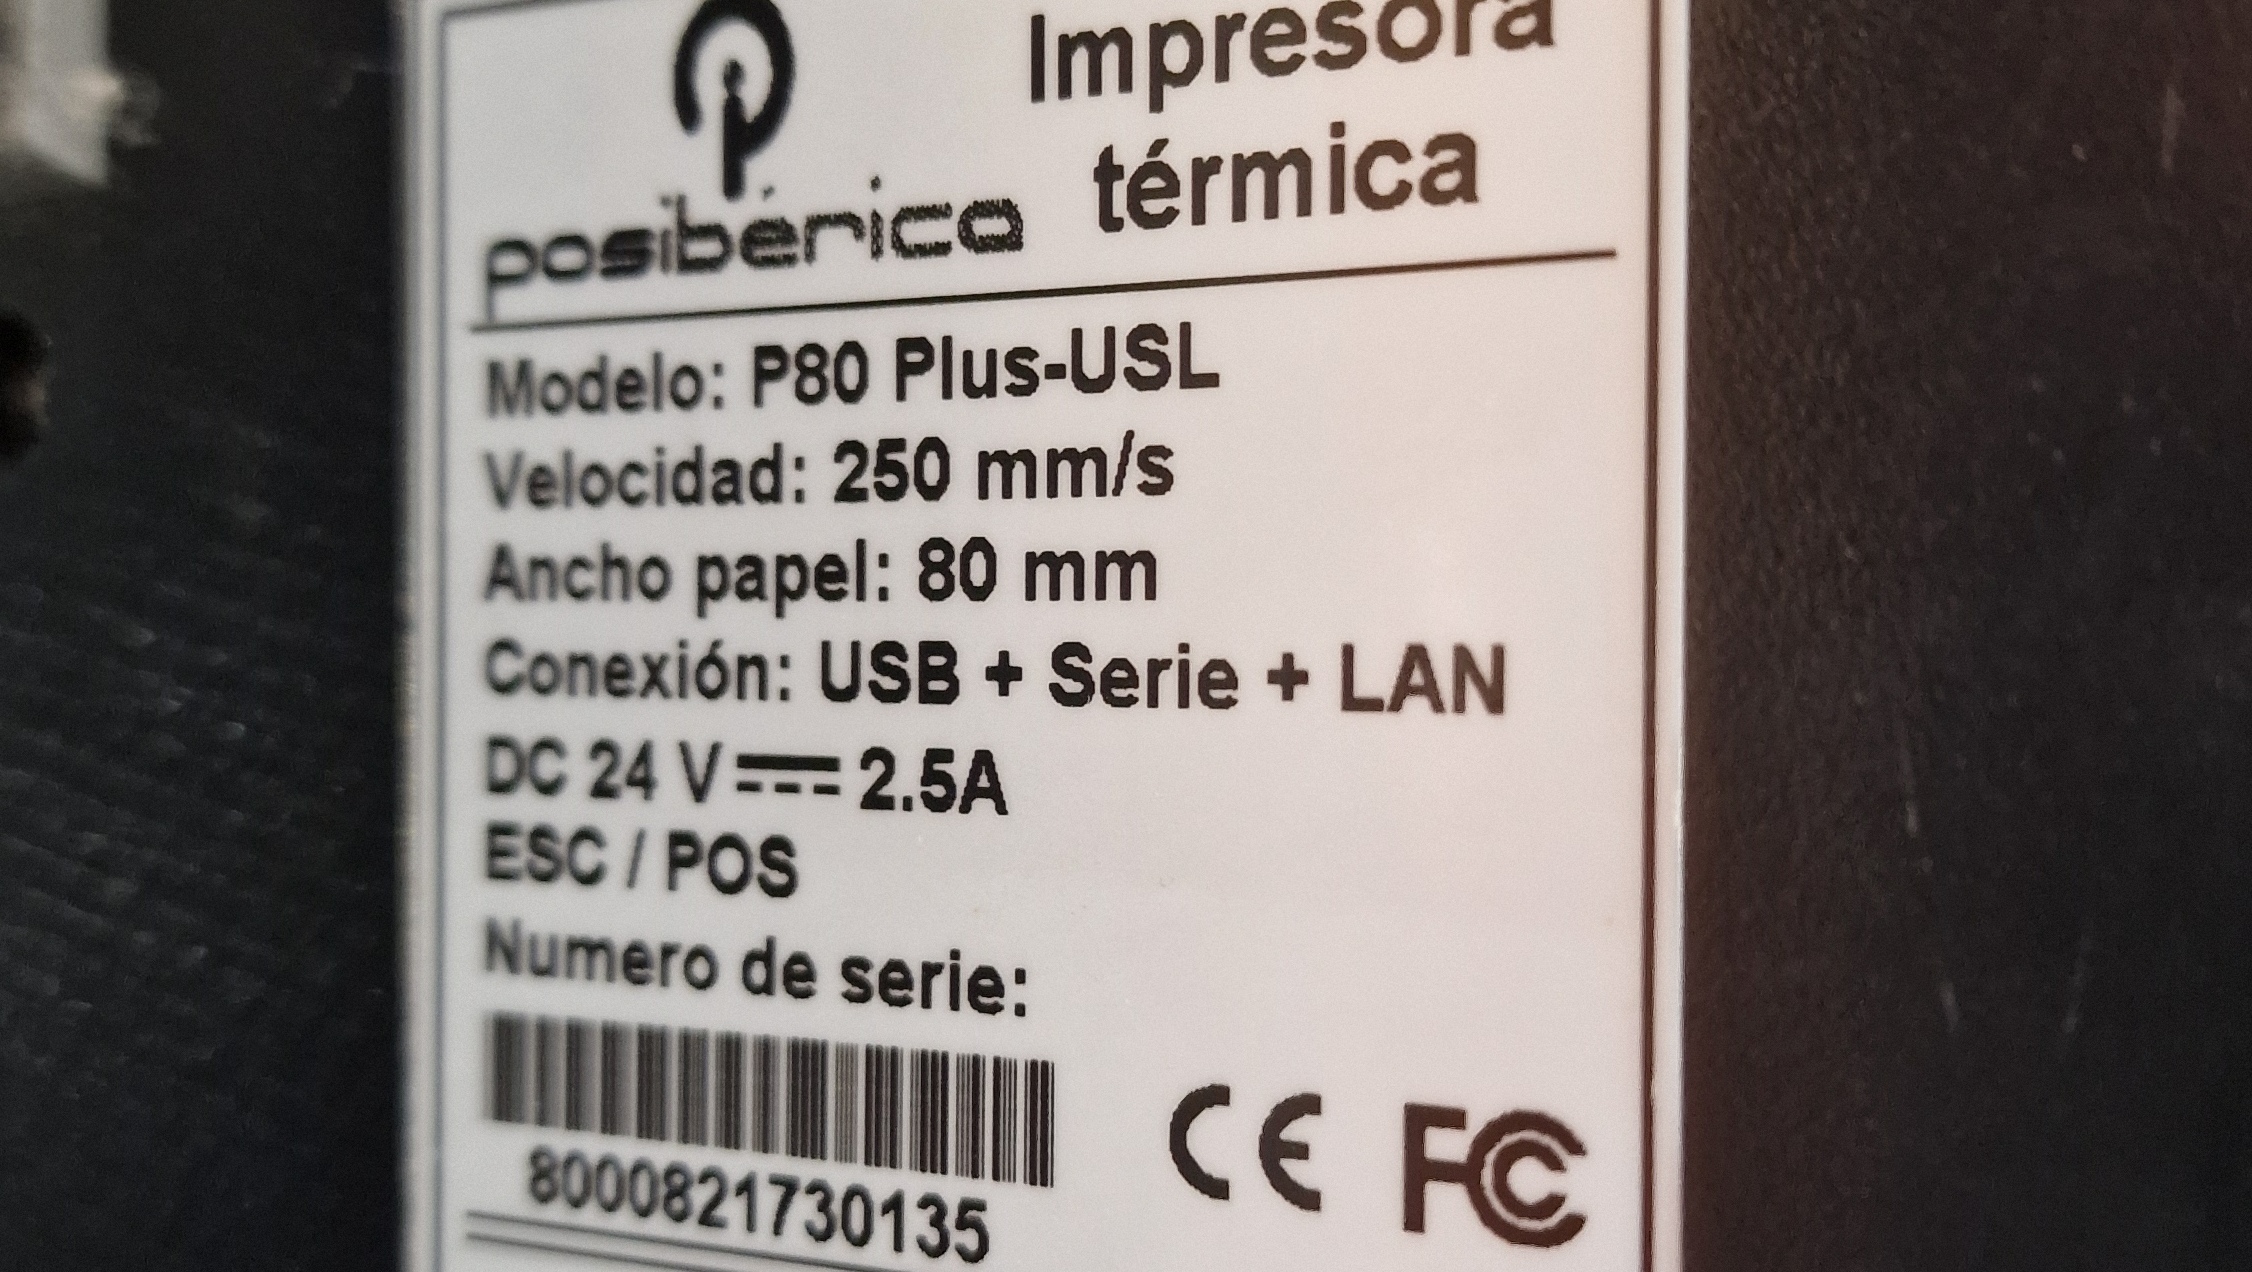 Impresora
térmica
posibérica
Modelo: P80 Plus-USL
Velocidad: 250 mm/s
Ancho papel: 80 mm
Conexión: USB + Serie + LAN
DC 24 V ⎓ 2.5A
ESC / POS
Numero de serie:
8000821730135
CE FC